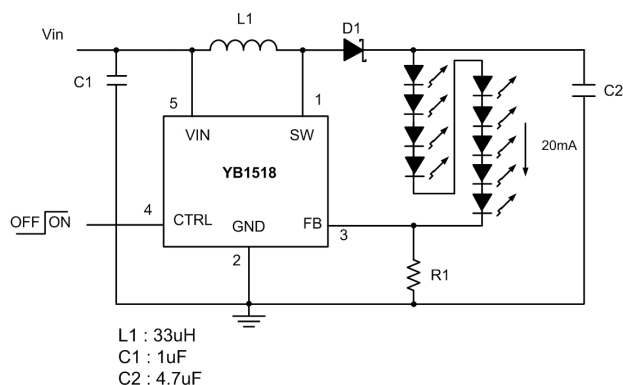 L1
D1
Vin
C1
5
1
C2
VIN
SW
20mA
YB1518
OFF ON
4
CTRL
GND
FB
3
2
R1
L1 : 33uH
C1 : 1uF
C2 : 4.7uF